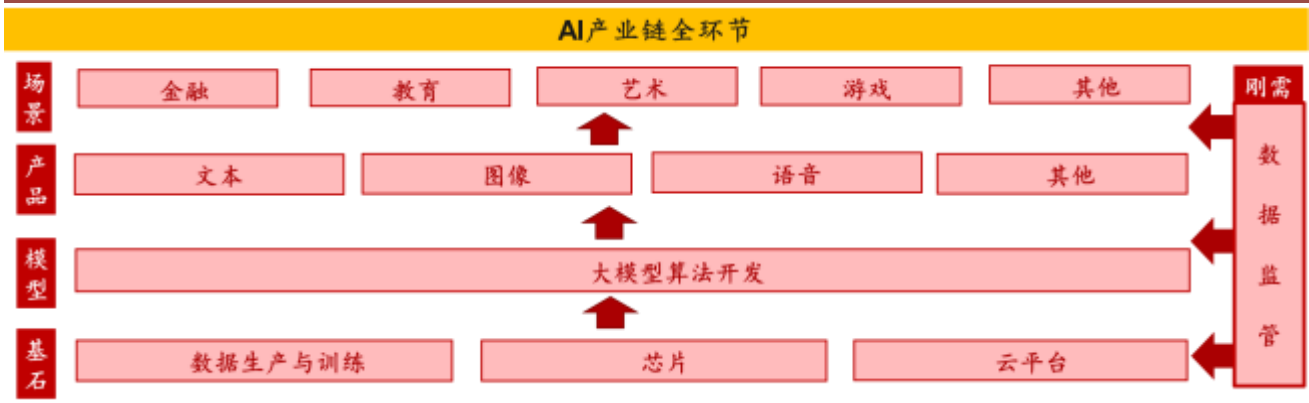 AI产业链全环节
场景
金融
教育
艺术
游戏
其他
产品
文本
图像
语音
其他
模型
大模型算法开发
基石
数据生产与训练
芯片
云平台
刚需
数据监管